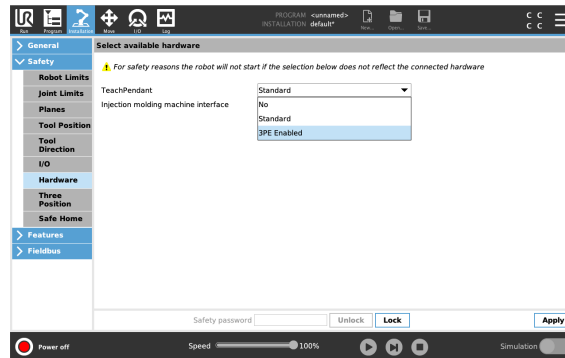 UR
PROGRAM <unnamed>
INSTALLATION default*
Run Program Installation Move I/O Log New... Open... Save...
C C
C C
General
Select available hardware
Safety
For safety reasons the robot will not start if the selection below does not reflect the connected hardware
Robot Limits
TeachPendant Standard
Joint Limits
Injection molding machine interface No
Planes
Standard
Tool Position
3PE Enabled
Tool
Direction
I/O
Hardware
Three
Position
Safe Home
Features
Fieldbus
Safety password Unlock Lock Apply
Power off Speed 100% Simulation